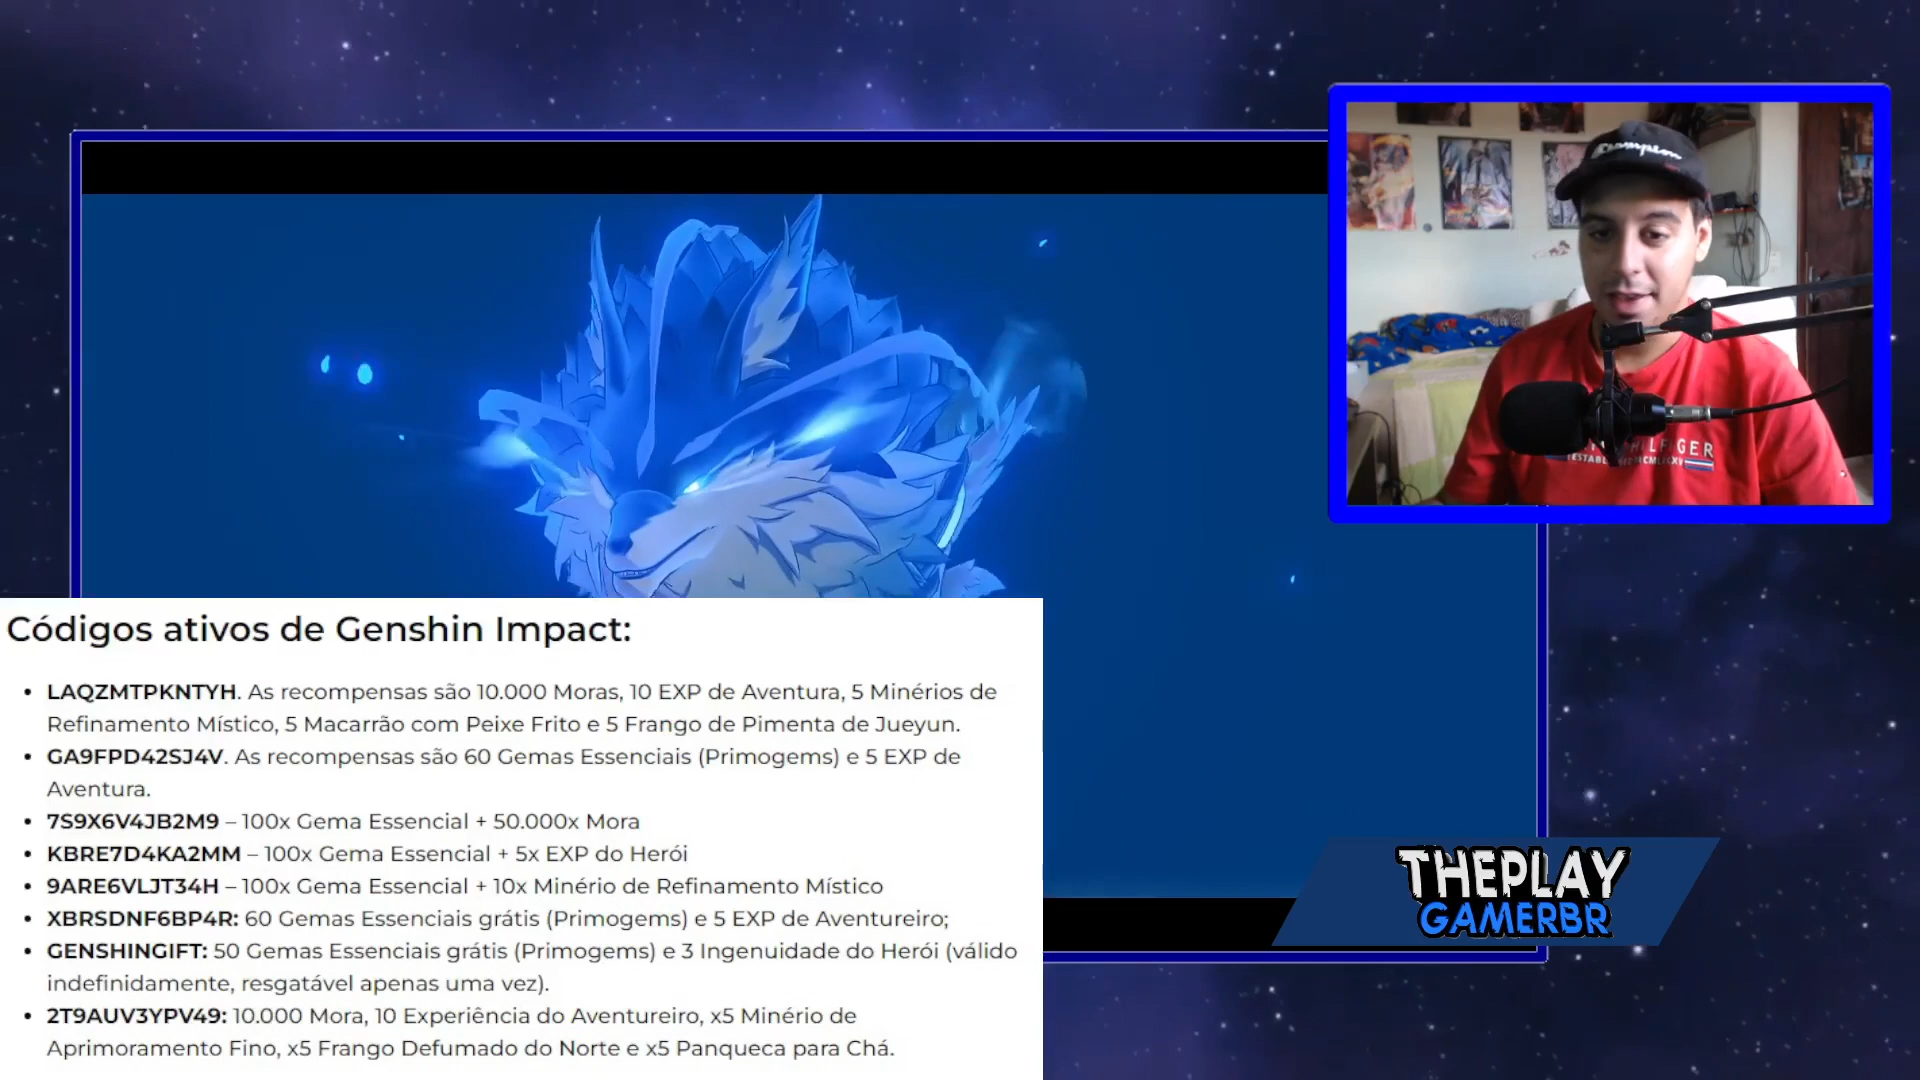 Champion
HILFIGER
Códigos ativos de Genshin Impact:
LAQZMTPKNTYH. As recompensas são 10.000 Moras, 10 EXP de Aventura, 5 Minérios de
Refinamento Místico, 5 Macarrão com Peixe Frito e 5 Frango de Pimenta de Jueyun.
GA9FPD42SJ4V. As recompensas são 60 Gemas Essenciais (Primogems) e 5 EXP de
Aventura.
7S9X6V4JB2M9 – 100x Gema Essencial + 50.000x Mora
KBRE7D4KA2MM – 100x Gema Essencial + 5x EXP do Herói
9ARE6VLJT34H – 100x Gema Essencial + 10x Minério de Refinamento Místico
XBRSDNF6BP4R: 60 Gemas Essenciais grátis (Primogems) e 5 EXP de Aventureiro;
GENSHINGIFT: 50 Gemas Essenciais grátis (Primogems) e 3 Ingenuidade do Herói (válido
indefinidamente, resgatável apenas uma vez).
2T9AUV3YPV49: 10.000 Mora, 10 Experiência do Aventureiro, x5 Minério de
Aprimoramento Fino, x5 Frango Defumado do Norte e x5 Panqueca para Chá.
THEPLAY
GAMERBR